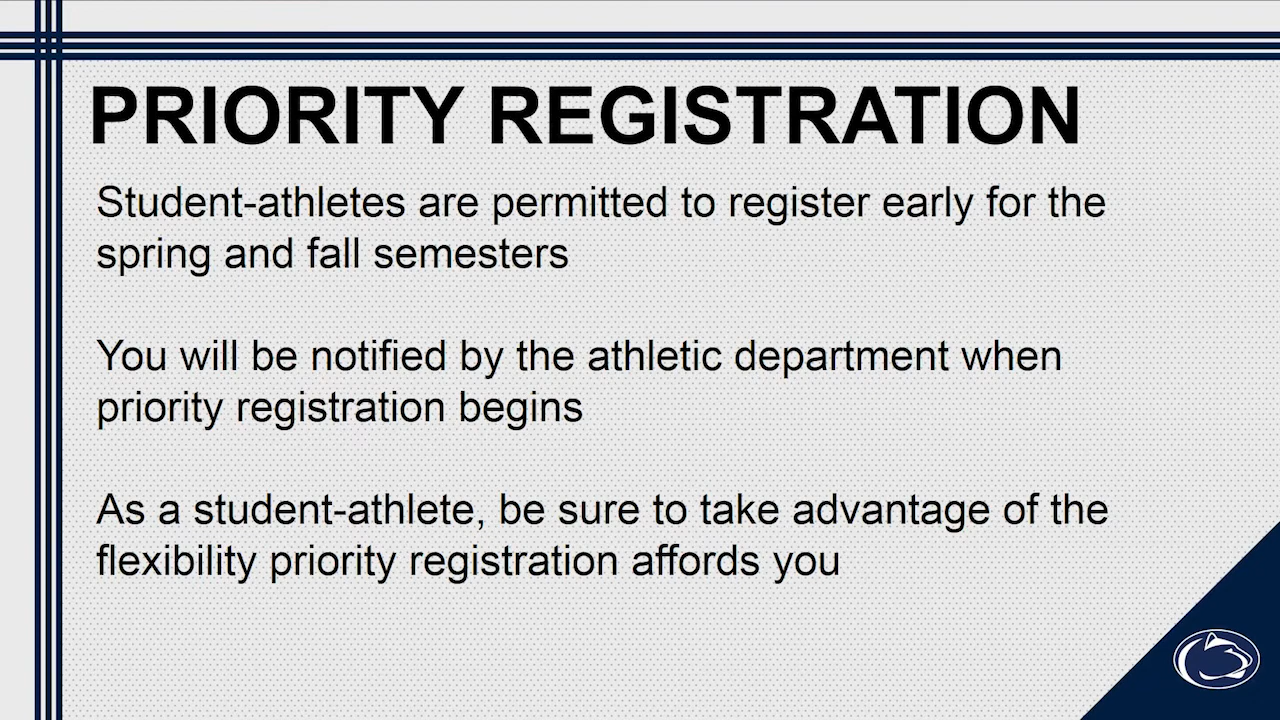 PRIORITY REGISTRATION
Student-athletes are permitted to register early for the
spring and fall semesters
You will be notified by the athletic department when
priority registration begins
As a student-athlete, be sure to take advantage of the
flexibility priority registration affords you